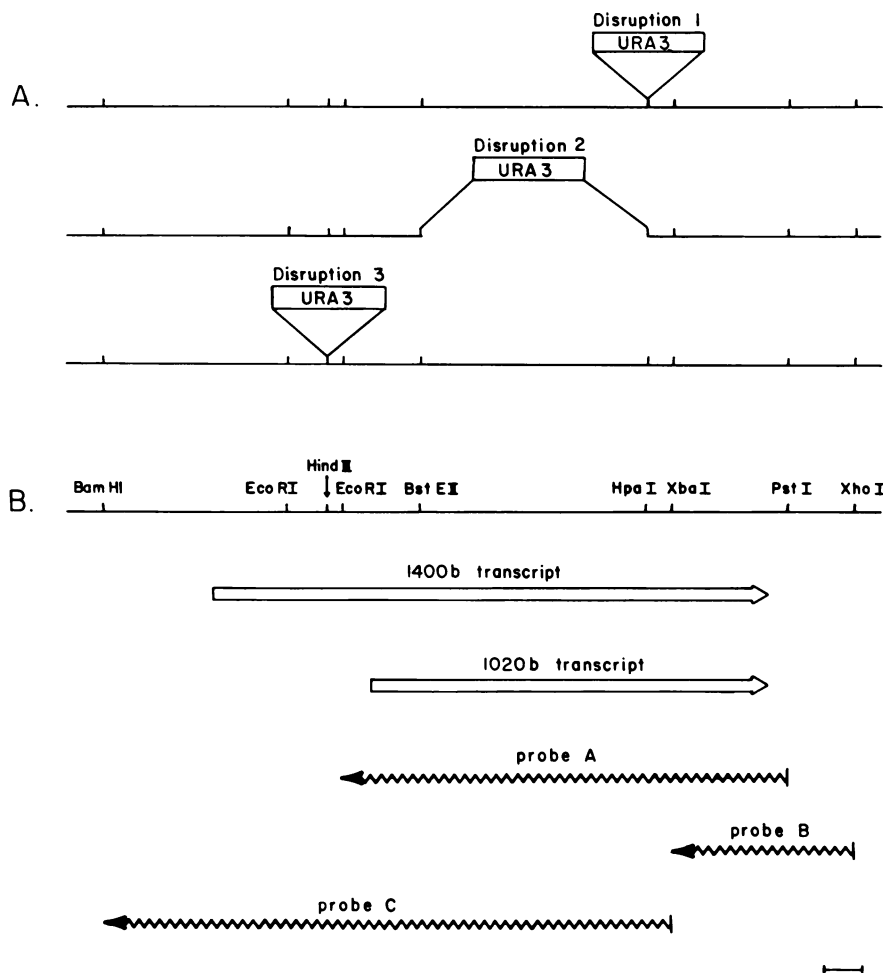 Disruption 1
URA3
A.
Disruption 2
URA3
Disruption 3
URA3
Hind III
Bam HI EcoRI EcoRI Bst EII Hpa I Xba I Pst I Xho I
B.
1400b transcript
1020b transcript
probe A
probe B
probe C